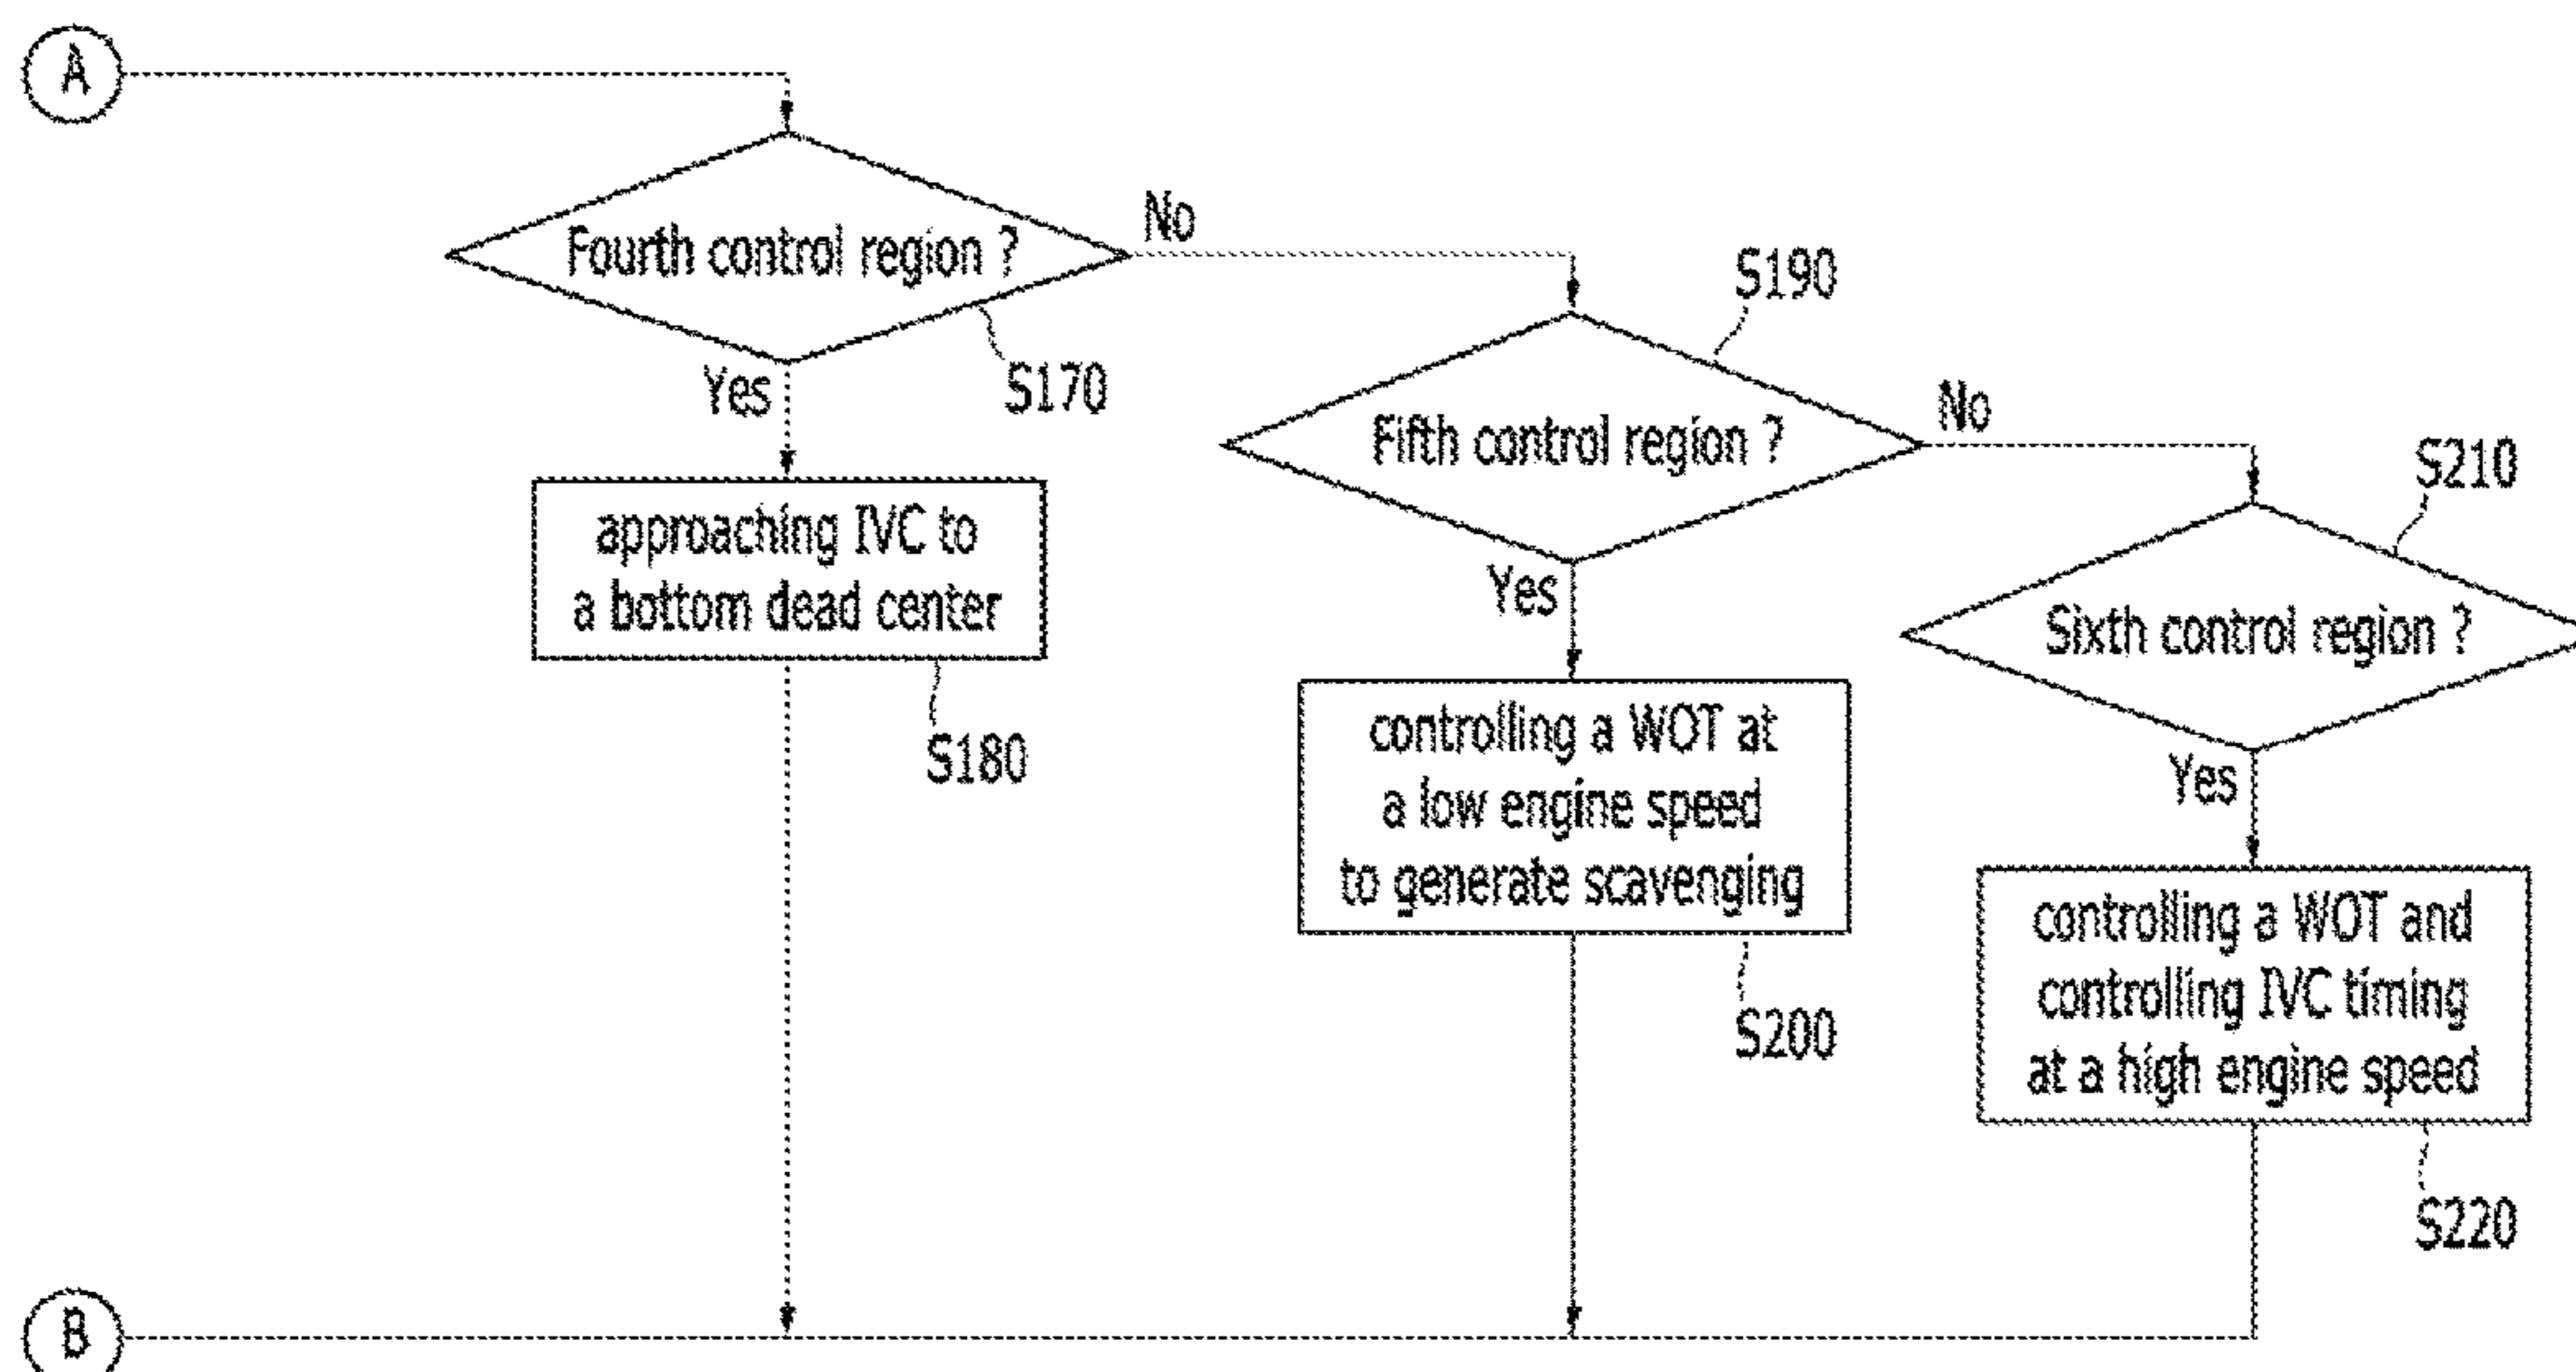 A
Fourth control region ?
No
S170
Yes
approaching IVC to
a bottom dead center
S180
S190
Fifth control region ?
No
Yes
controlling a WOT at
a low engine speed
to generate scavenging
S200
S210
Sixth control region ?
Yes
controlling a WOT and
controlling IVC timing
at a high engine speed
S220
B